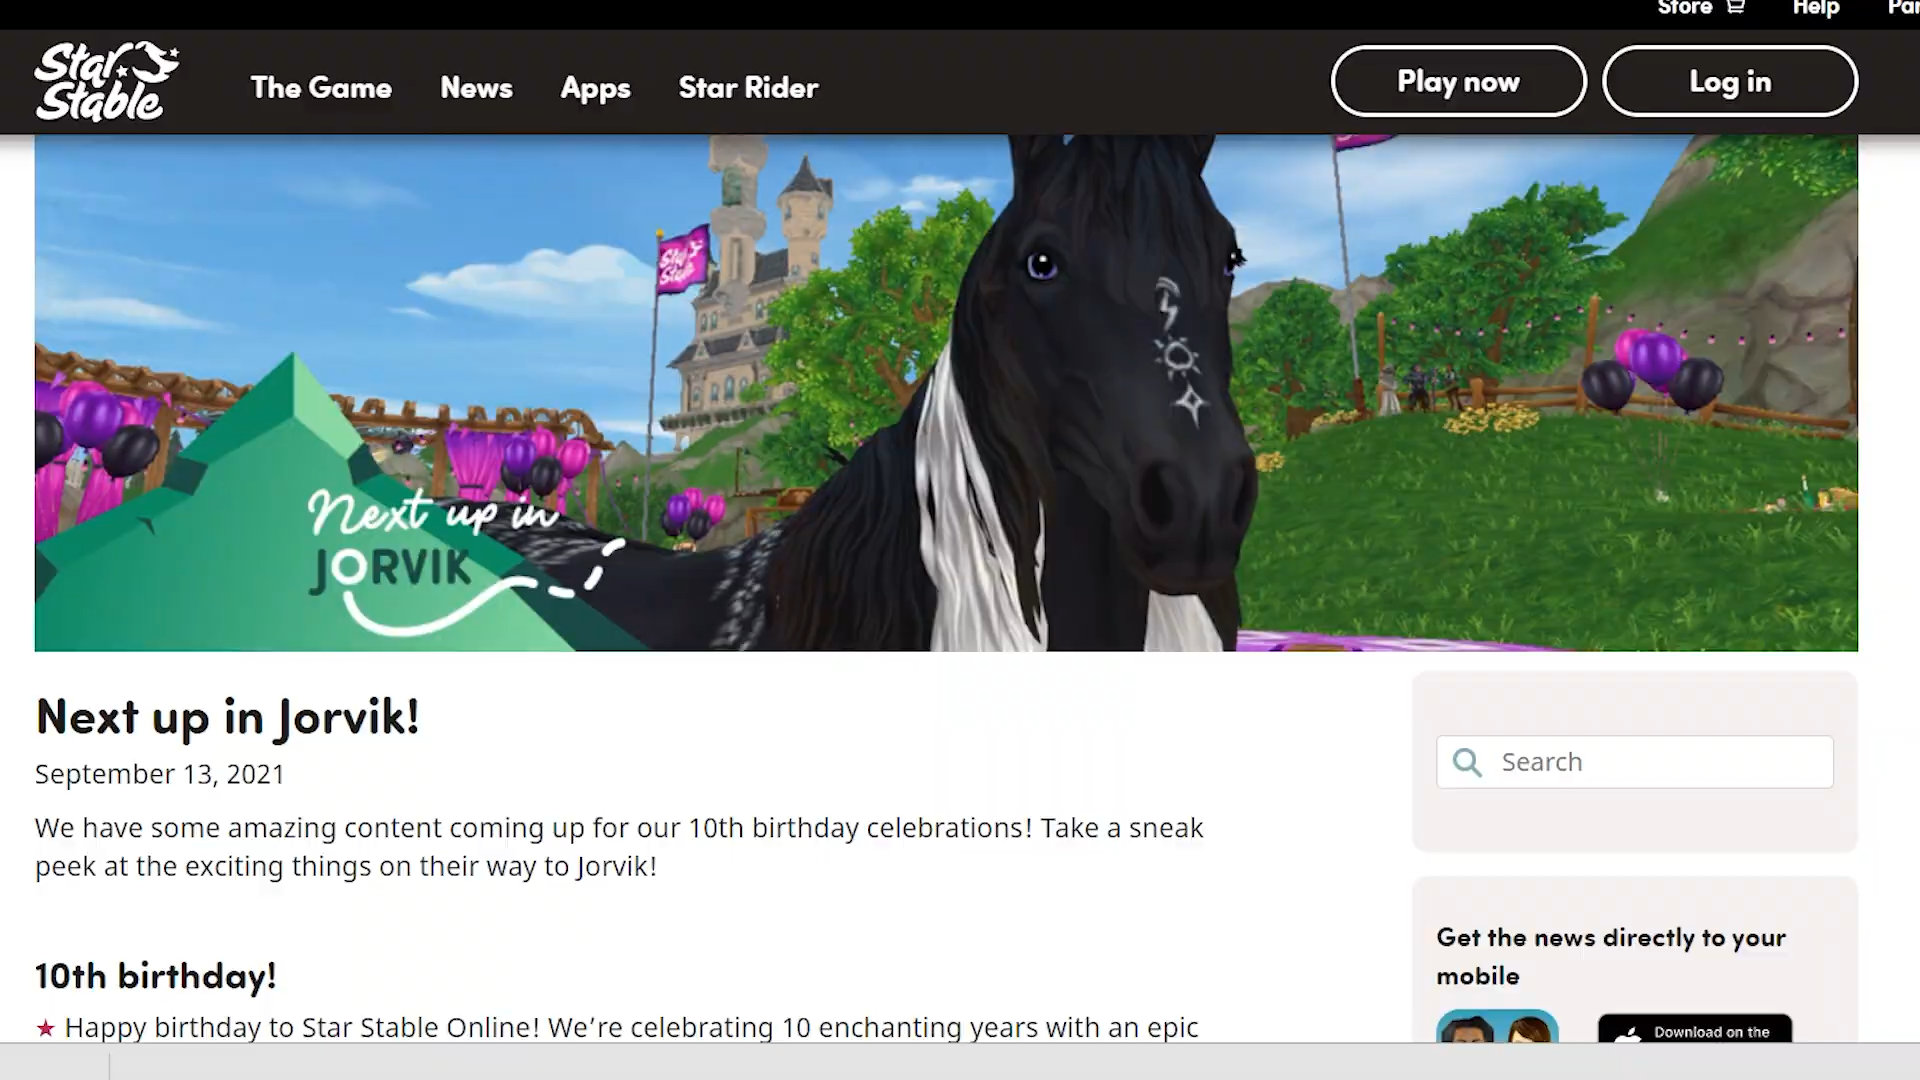 Store
Help
Star Stable
The Game
News
Apps
Star Rider
Play now
Log in
Star Stable
Next up in
JORVIK
Next up in Jorvik!
September 13, 2021
We have some amazing content coming up for our 10th birthday celebrations! Take a sneak
peek at the exciting things on their way to Jorvik!
10th birthday!
★ Happy birthday to Star Stable Online! We’re celebrating 10 enchanting years with an epic
Search
Get the news directly to your
mobile
Download on the